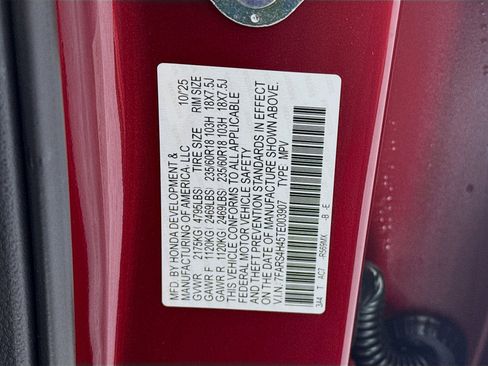 MFD. BY HONDA DEVELOPMENT &
MANUFACTURING OF AMERICA LLC 10/25
GVWR 2175KG( 4795LBS) TIRE SIZE RIM SIZE
GAWR F 1120KG( 2469LBS) 235/60R18 103H 18X7.5J
GAWR R 1120KG( 2469LBS) 235/60R18 103H 18X7.5J
THIS VEHICLE CONFORMS TO ALL APPLICABLE
FEDERAL MOTOR VEHICLE SAFETY
AND THEFT PREVENTION STANDARDS IN EFFECT
ON THE DATE OF MANUFACTURE SHOWN ABOVE.
V.I.N: 7FARS4H45TE003907 TYPE: MPV
3A4 T ACT -B -E